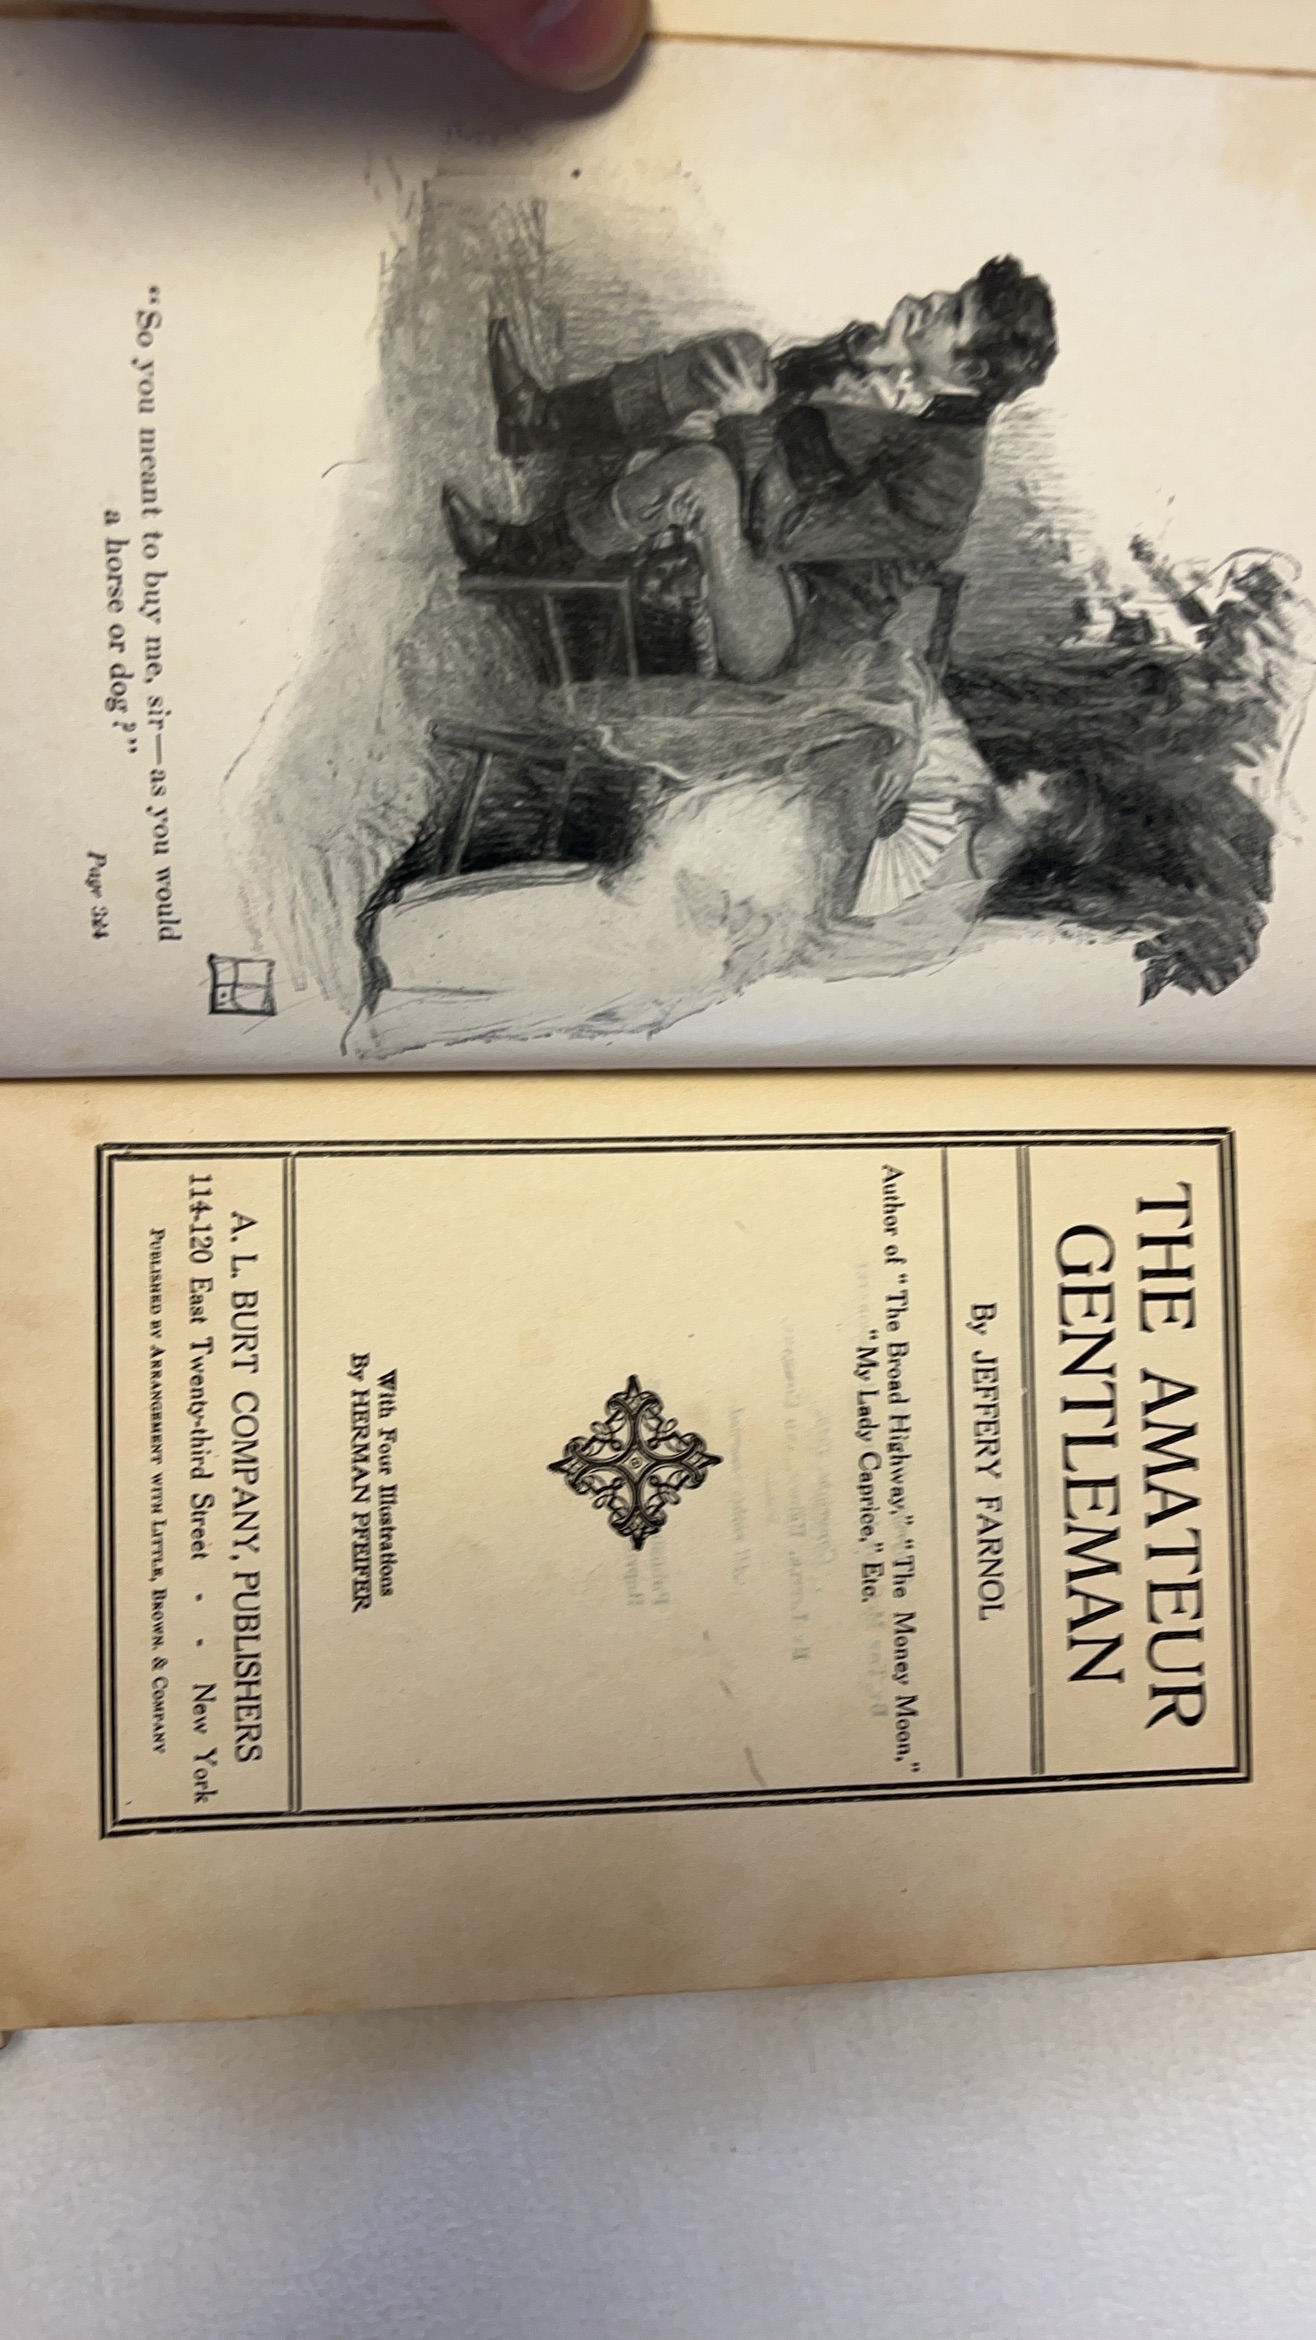 "So you meant to buy me, sir—as you would
a horse or dog?"
Page 324
THE AMATEUR
GENTLEMAN
By JEFFERY FARNOL
Author of "The Broad Highway," "The Money Moon,"
"My Lady Caprice," Etc.
With Four Illustrations
By HERMAN PFEIFER
A. L. BURT COMPANY, PUBLISHERS
114-120 East Twenty-third Street - - New York
PUBLISHED BY ARRANGEMENT WITH LITTLE, BROWN, & COMPANY